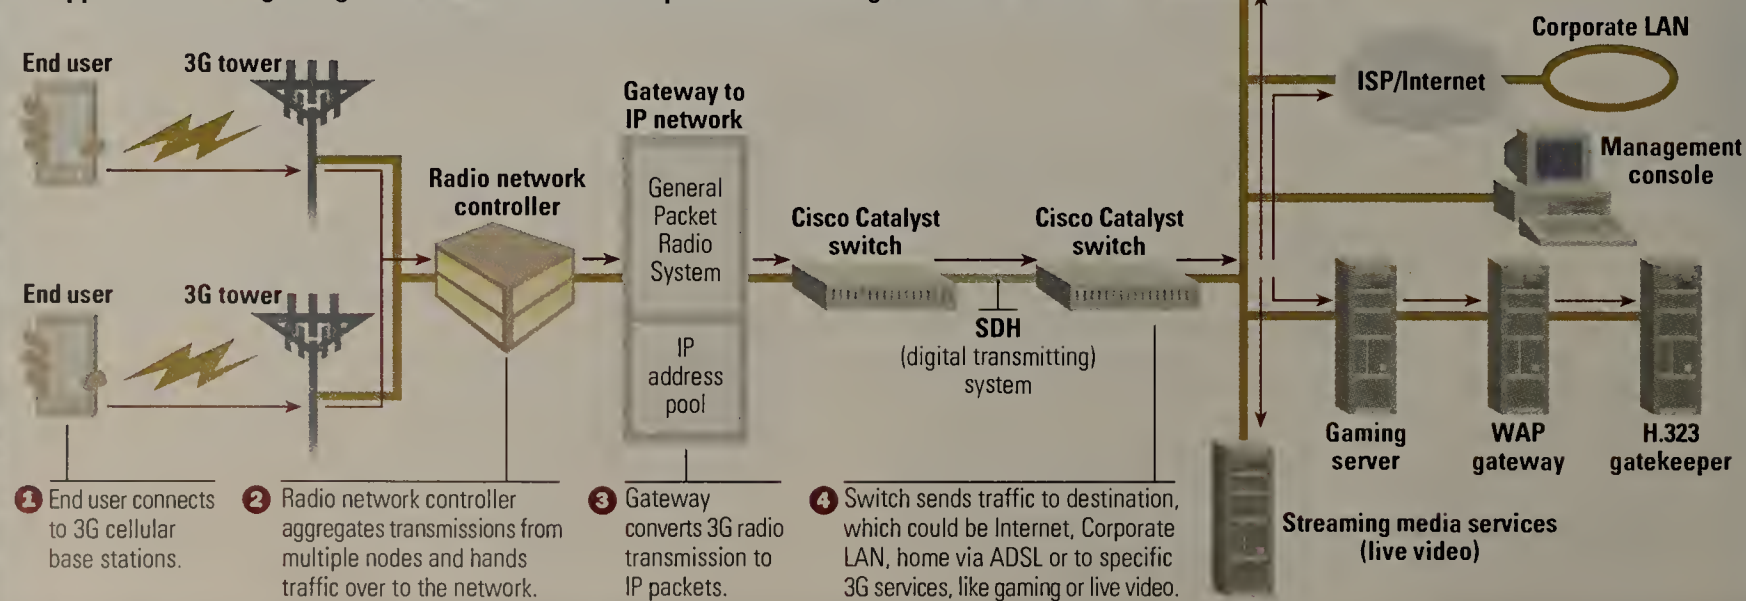 End user
3G tower
Gateway to
IP network
Corporate LAN
ISP/Internet
Management
console
General
Packet
Radio
System
Radio network
controller
Cisco Catalyst
switch
Cisco Catalyst
switch
End user
3G tower
IP
address
pool
SDH
(digital transmitting)
system
Gaming
server
WAP
gateway
H.323
gatekeeper
Streaming media services
(live video)
1 End user connects
to 3G cellular
base stations.
2 Radio network controller
aggregates transmissions from
multiple nodes and hands
traffic over to the network.
3 Gateway
converts 3G radio
transmission to
IP packets.
4 Switch sends traffic to destination,
which could be Internet, Corporate
LAN, home via ADSL or to specific
3G services, like gaming or live video.